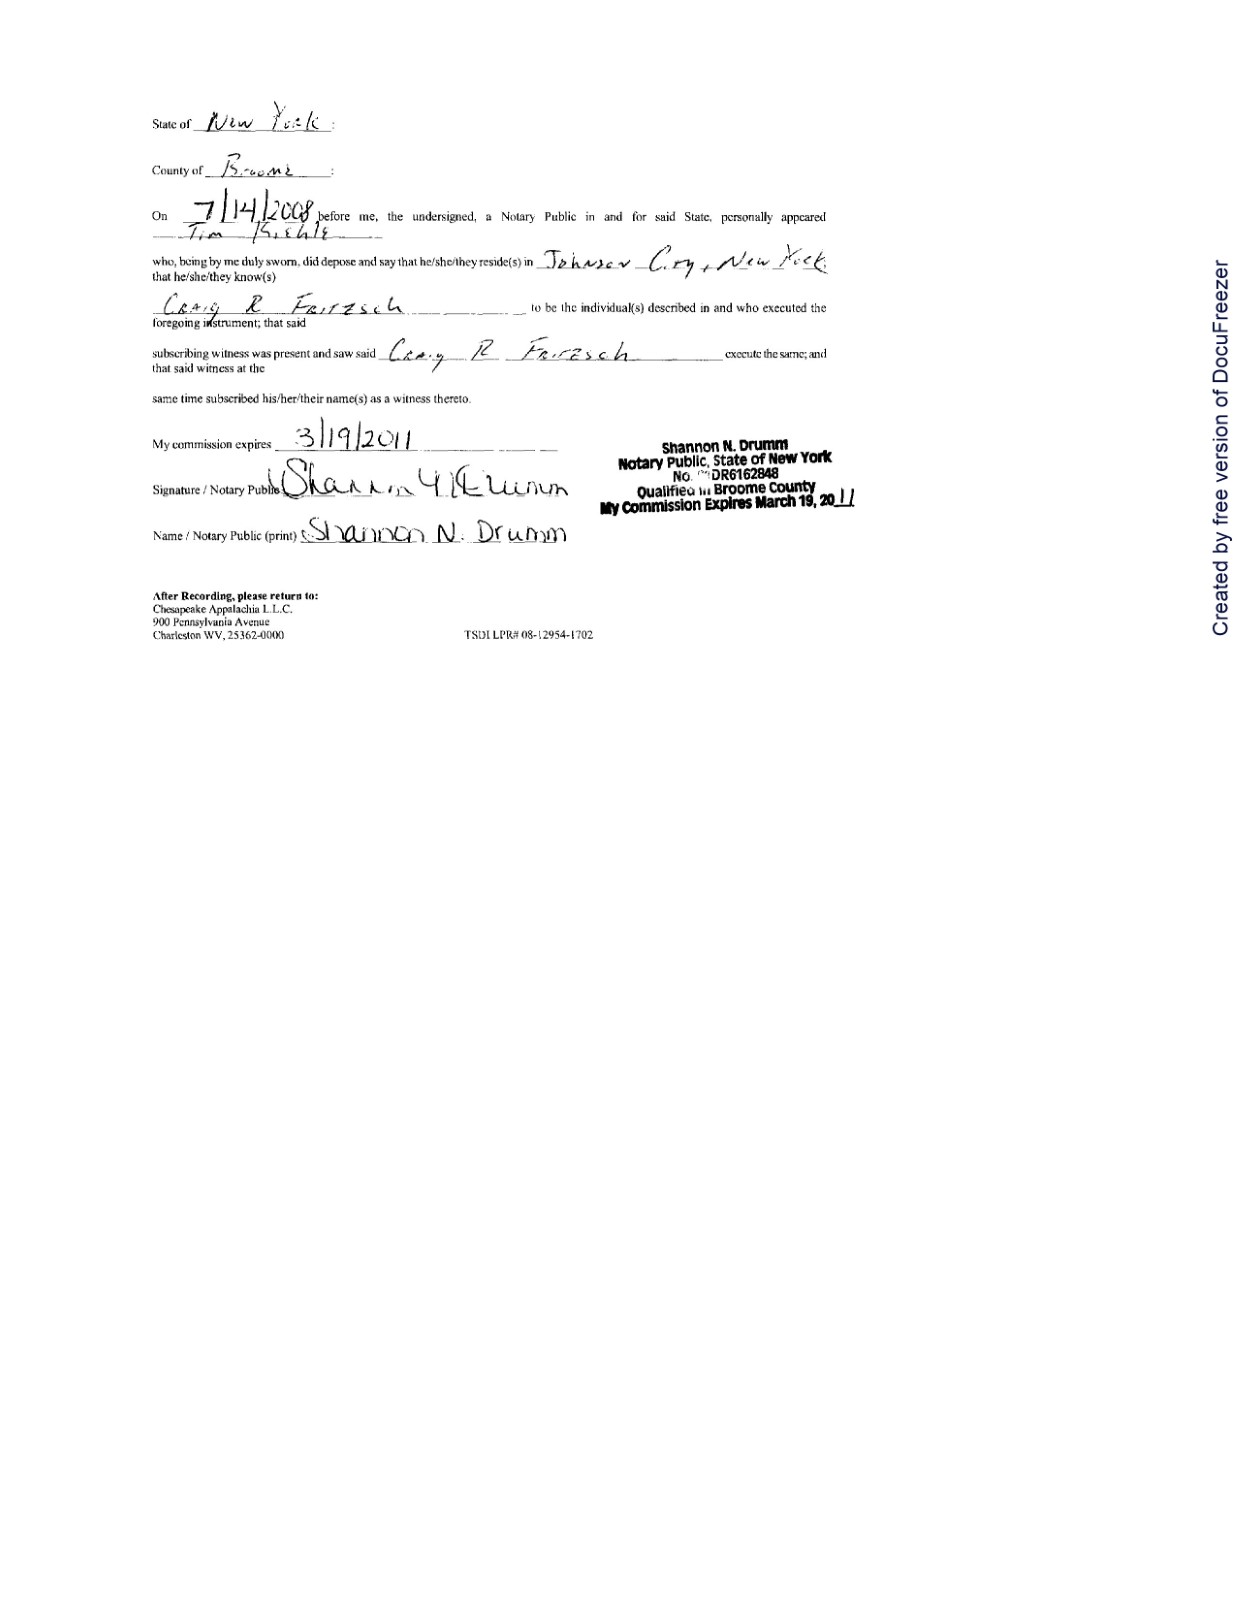 State of New York :
County of Broome :
On 7/14/2008 before me, the undersigned, a Notary Public in and for said State, personally appeared
Tim
who, being by me duly sworn, did depose and say that he/she/they reside(s) in Johnson City, New York
that he/she/they know(s)
Craig R Fritzsch to be the individual(s) described in and who executed the
foregoing instrument; that said
subscribing witness was present and saw said Craig R Fritzsch execute the same; and
that said witness at the
same time subscribed his/her/their name(s) as a witness thereto.
My commission expires 3/19/2011
Signature / Notary Public Shannon N Drumm
Name / Notary Public (print) Shannon N. Drumm
Shannon N. Drumm
Notary Public, State of New York
No. DR6162848
Qualified in Broome County
My Commission Expires March 19, 2011
After Recording, please return to:
Chesapeake Appalachia L.L.C.
900 Pennsylvania Avenue
Charleston WV, 25362-0000
TSDI LPR# 08-12954-1702
Created by free version of DocuFreezer